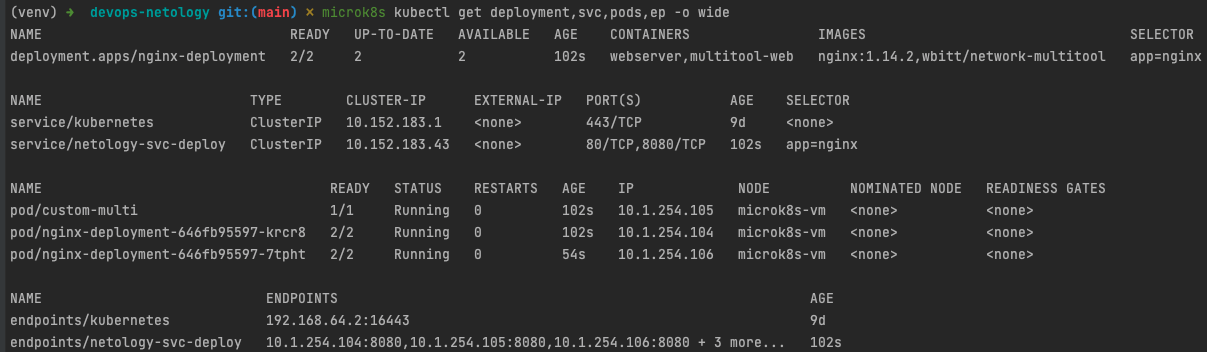 (venv) ➜  devops-netology git:(main) ✗ microk8s kubectl get deployment,svc,pods,ep -o wide
NAME                               READY   UP-TO-DATE   AVAILABLE   AGE    CONTAINERS                IMAGES                                 SELECTOR
deployment.apps/nginx-deployment   2/2     2            2           102s   webserver,multitool-web   nginx:1.14.2,wbitt/network-multitool   app=nginx
NAME                         TYPE        CLUSTER-IP      EXTERNAL-IP   PORT(S)           AGE    SELECTOR
service/kubernetes           ClusterIP   10.152.183.1    <none>        443/TCP           9d     <none>
service/netology-svc-deploy   ClusterIP   10.152.183.43   <none>        80/TCP,8080/TCP   102s   app=nginx
NAME                                    READY   STATUS    RESTARTS   AGE    IP             NODE          NOMINATED NODE   READINESS GATES
pod/custom-multi                        1/1     Running   0          102s   10.1.254.105   microk8s-vm   <none>           <none>
pod/nginx-deployment-646fb95597-krcr8   2/2     Running   0          102s   10.1.254.104   microk8s-vm   <none>           <none>
pod/nginx-deployment-646fb95597-7tpht   2/2     Running   0          54s    10.1.254.106   microk8s-vm   <none>           <none>
NAME                            ENDPOINTS                                                           AGE
endpoints/kubernetes            192.168.64.2:16443                                                  9d
endpoints/netology-svc-deploy   10.1.254.104:8080,10.1.254.105:8080,10.1.254.106:8080 + 3 more...   102s